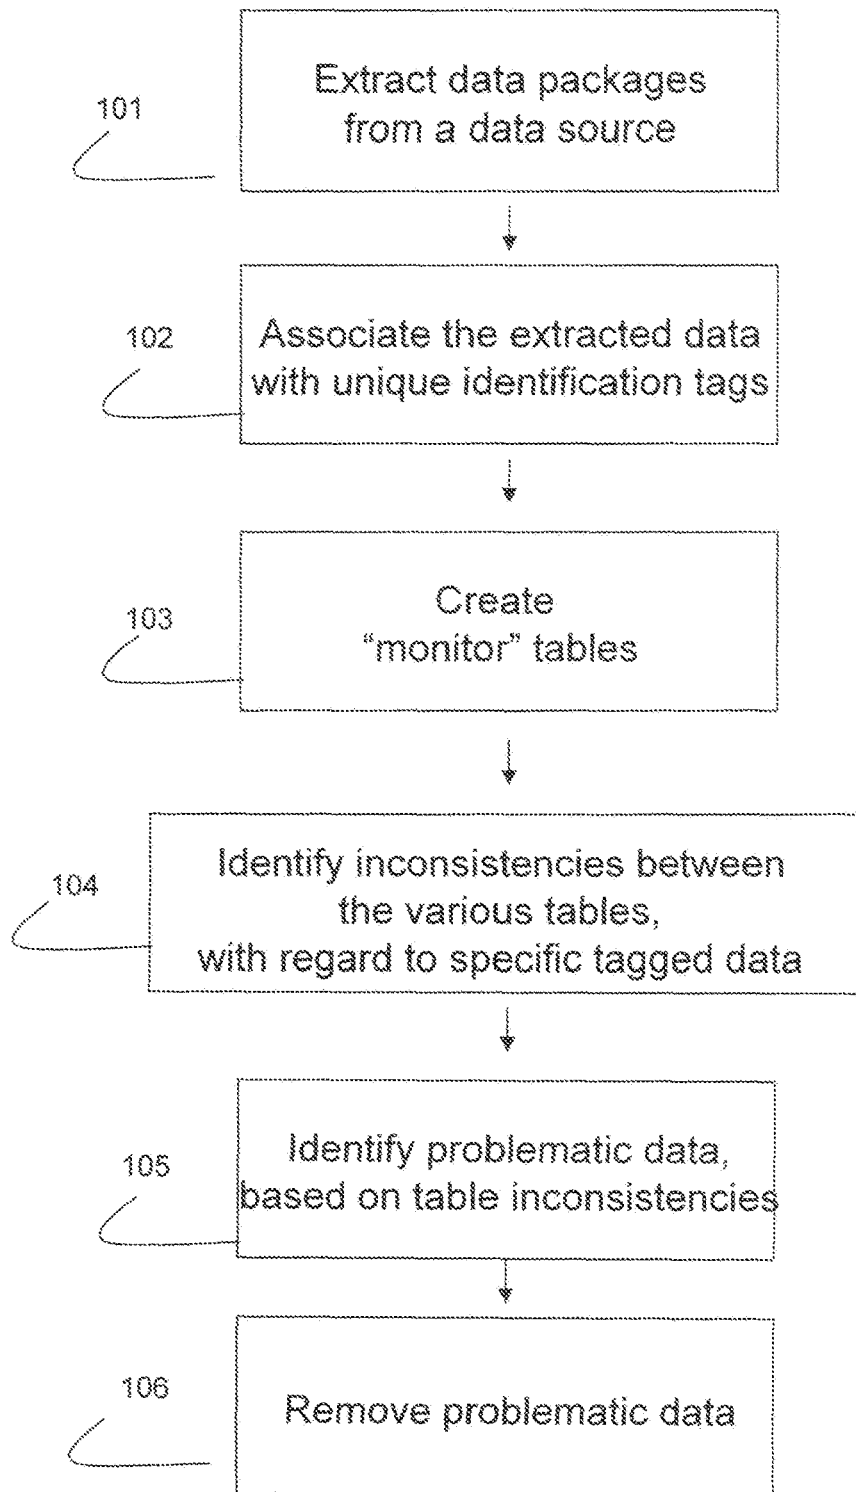 101
Extract data packages
from a data source
102
Associate the extracted data
with unique identification tags
103
Create
“monitor” tables
104
Identify inconsistencies between
the various tables,
with regard to specific tagged data
105
Identify problematic data,
based on table inconsistencies
106
Remove problematic data